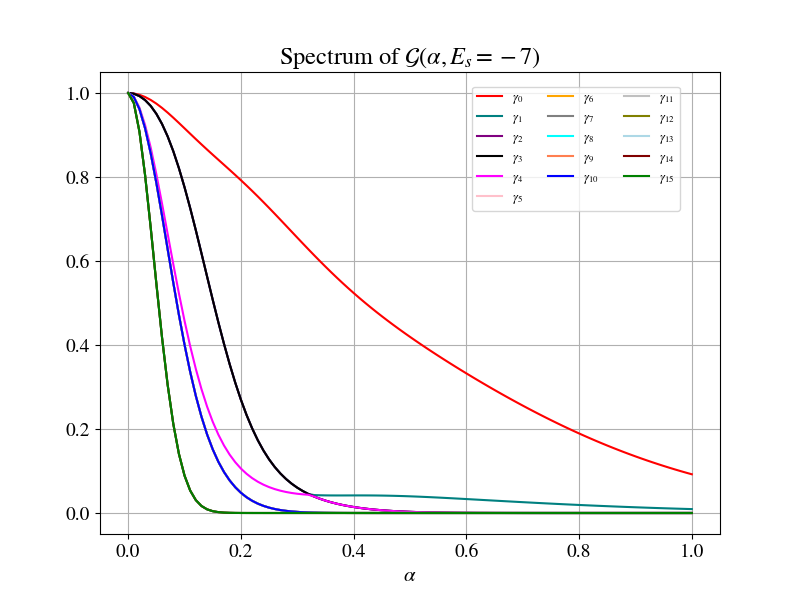 Spectrum of 𝒢(α, E_s = −7)
γ₀ γ₆ γ₁₁
γ₁ γ₇ γ₁₂
γ₂ γ₈ γ₁₃
γ₃ γ₉ γ₁₄
γ₄ γ₁₀ γ₁₅
γ₅
1.0
0.8
0.6
0.4
0.2
0.0
0.0 0.2 0.4 0.6 0.8 1.0
α